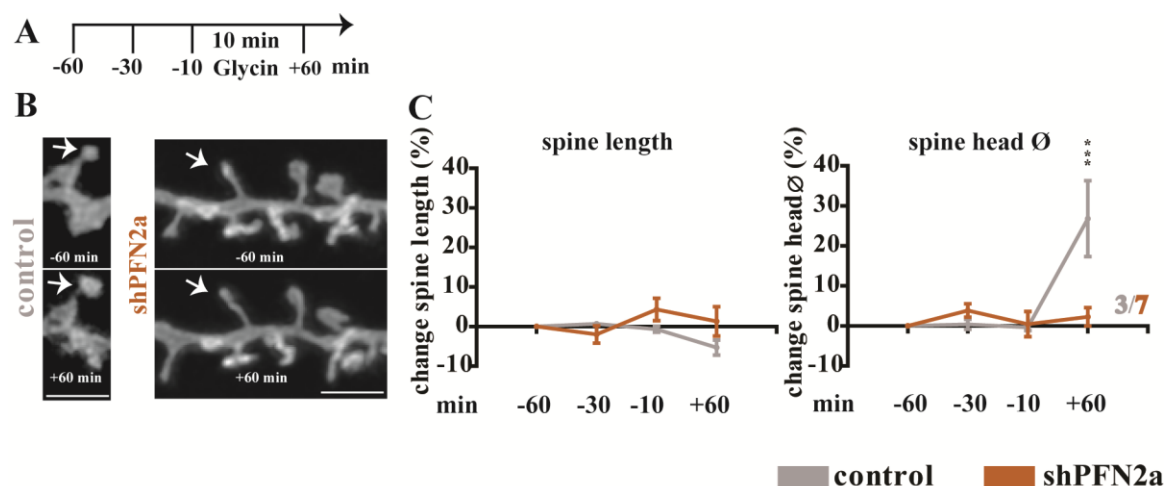 A
10 min
-60 -30 -10 Glycin +60 min
B
control
-60 min
+60 min
shPFN2a
-60 min
+60 min
C
spine length
change spine length (%)
40
30
20
10
0
-10
min -60 -30 -10 +60
spine head Ø
change spine headØ (%)
40
30
20
10
0
-10
***
3/7
min -60 -30 -10 +60
control shPFN2a